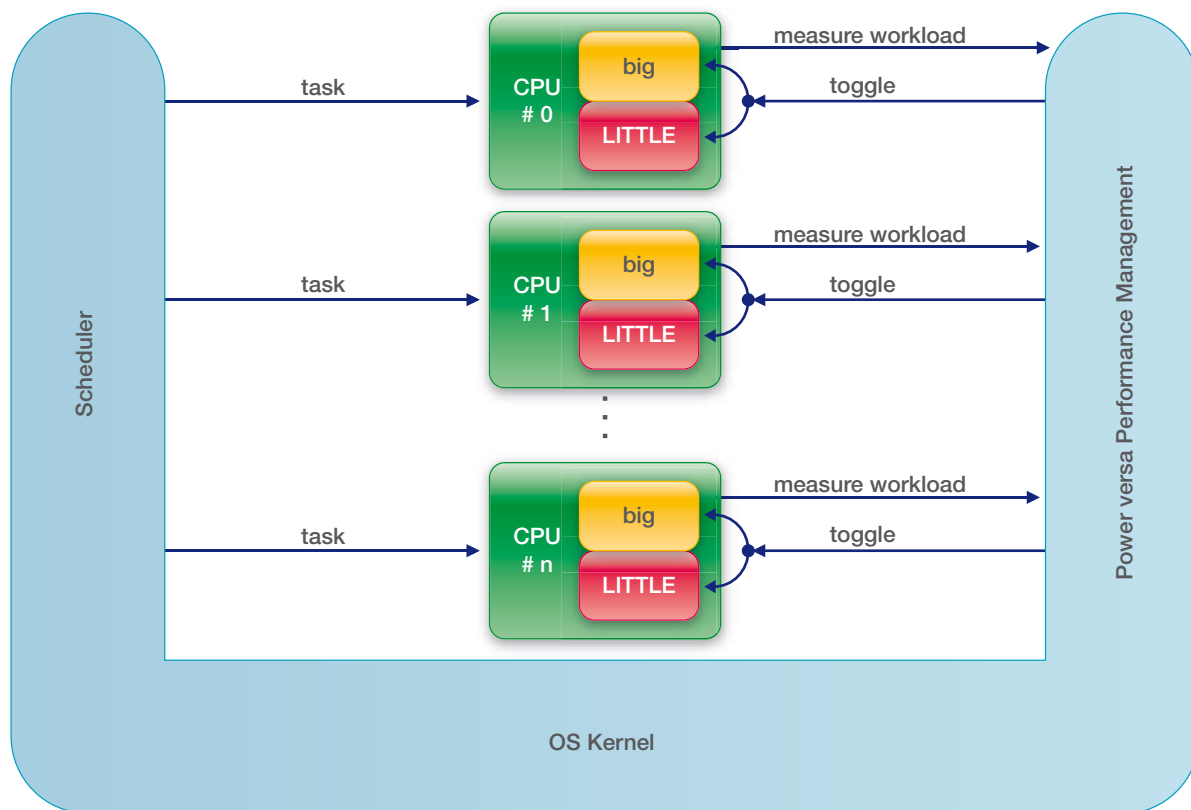 Scheduler
task
CPU
# 0
big
LITTLE
measure workload
toggle
task
CPU
# 1
big
LITTLE
measure workload
toggle
task
CPU
# n
big
LITTLE
measure workload
toggle
Power versa Performance Management
OS Kernel